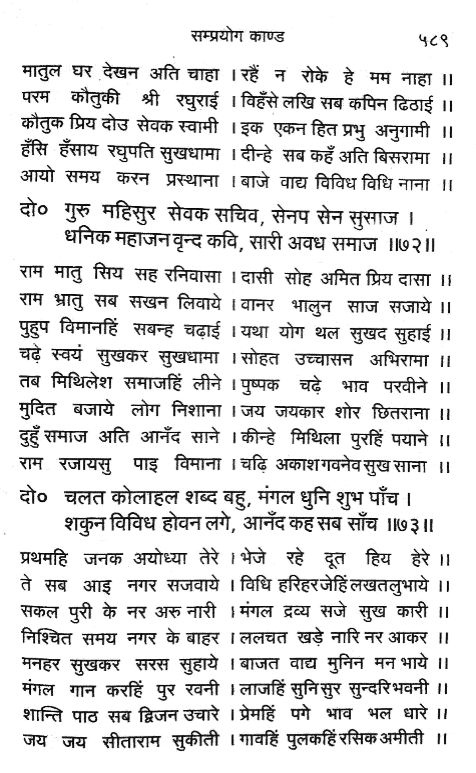 सम्प्रयोग काण्ड ५८९
मातुल घर देखन अति चाहा । रहैं न रोके हे मम नाहा ॥
परम कौतुकी श्री रघुराई । विहँसे लखि सब कपिन ढिठाई ॥
कौतुक प्रिय दोउ सेवक स्वामी । इक एकन हित प्रभु अनुगामी ॥
हँसि हँसाय रघुपति सुखधामा । दीन्हे सब कहँ अति बिसरामा ॥
आयो समय करन प्रस्थाना । बाजे वाद्य विविध विधि नाना ॥
दो० गुरु महिसुर सेवक सचिव, सेनप सेन सुसाज ।
धनिक महाजन वृन्द कवि, सारी अवध समाज ॥७२॥
राम मातु सिय सह रनिवासा । दासी सोह अमित प्रिय दासा ॥
राम भ्रातु सब सखन लिवाये । वानर भालुन साज सजाये ॥
पुहुप विमानहिं सबन्ह चढ़ाई । यथा योग थल सुखद सुहाई ॥
चढ़े स्वयं सुखकर सुखधामा । सोहत उच्चासन अभिरामा ॥
तब मिथिलेश समाजहिं लीने । पुष्पक चढ़े भाव परवीने ॥
मुदित बजाये लोग निशाना । जय जयकार शोर छितराना ॥
दुहुँ समाज अति आनँद साने । कीन्हे मिथिला पुरहिं पयाने ॥
राम रजायसु पाइ विमाना । चढ़ि अकाश गवनेव सुख साना ॥
दो० चलत कोलाहल शब्द बहु, मंगल धुनि शुभ पाँच ।
शकुन विविध होवन लगे, आनँद कह सब साँच ॥७३॥
प्रथमहि जनक अयोध्या तेरे । भेजे रहे दूत हिय हेरे ॥
ते सब आइ नगर सजवाये । विधि हरिहर जेहिं लखत लुभाये ॥
सकल पुरी के नर अरु नारी । मंगल द्रव्य सजे सुख कारी ॥
निश्चित समय नगर के बाहर । ललचत खड़े नारि नर आकर ॥
मनहर सुखकर सरस सुहाये । बाजत वाद्य मुनिन मन भाये ॥
मंगल गान करहिं पुर रवनी । लाजहिं सुनि सुर सुन्दरि भवनी ॥
शान्ति पाठ सब द्विजन उचारे । प्रेमहिं पगे भाव भल धारे ॥
जय जय सीताराम सुकीती । गावहिं पुलकहिं रसिक अमीती ॥